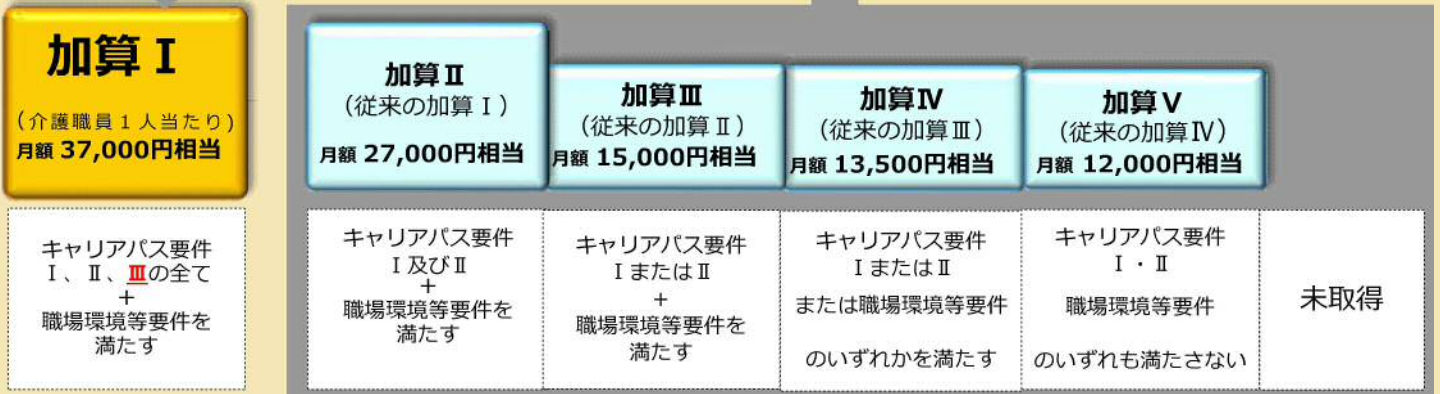 加算Ⅰ
（介護職員１人当たり）
月額 37,000円相当
キャリアパス要件
Ⅰ、Ⅱ、Ⅲの全て
＋
職場環境等要件を
満たす
加算Ⅱ
（従来の加算Ⅰ）
月額 27,000円相当
キャリアパス要件
Ⅰ及びⅡ
＋
職場環境等要件を
満たす
加算Ⅲ
（従来の加算Ⅱ）
月額 15,000円相当
キャリアパス要件
ⅠまたはⅡ
＋
職場環境等要件を
満たす
加算Ⅳ
（従来の加算Ⅲ）
月額 13,500円相当
キャリアパス要件
ⅠまたはⅡ
または職場環境等要件
のいずれかを満たす
加算Ⅴ
（従来の加算Ⅳ）
月額 12,000円相当
キャリアパス要件
Ⅰ・Ⅱ
職場環境等要件
のいずれも満たさない
未取得